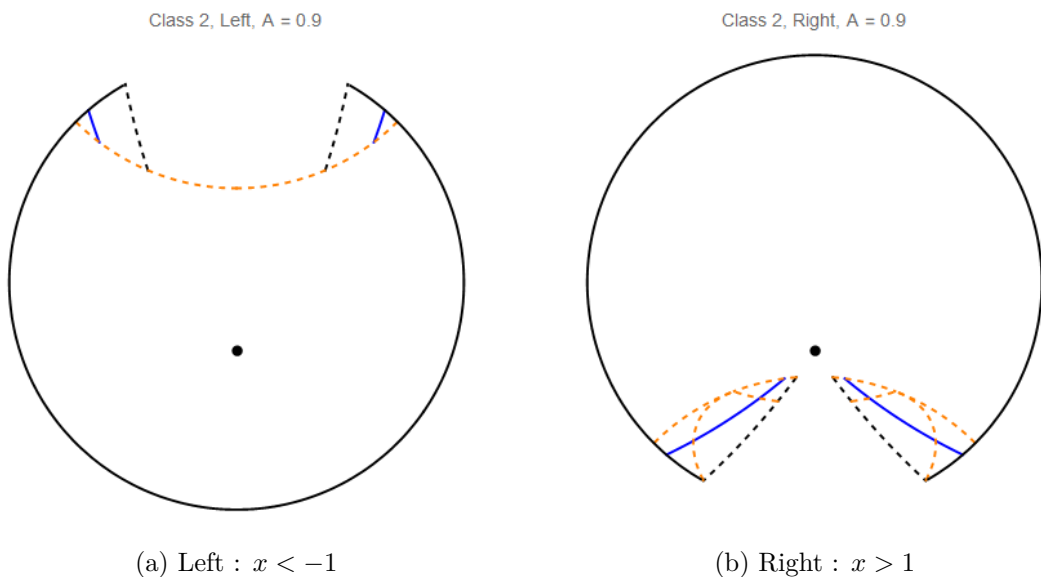 Class 2, Left, A = 0.9
Class 2, Right, A = 0.9
(a) Left : x < −1
(b) Right : x > 1